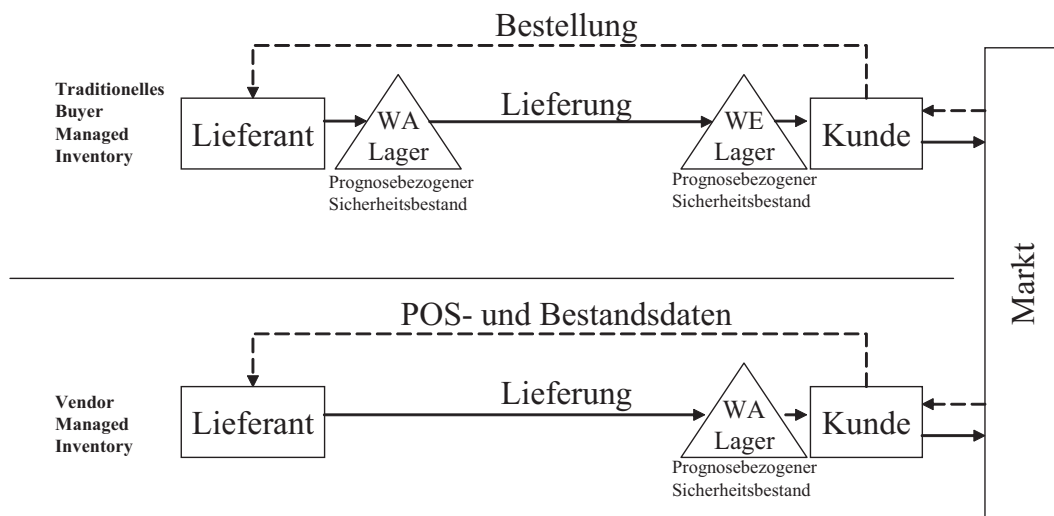 Bestellung
Traditionelles
Buyer
Managed
Inventory
Lieferant
WA
Lager
Lieferung
WE
Lager
Kunde
Prognosebezogener
Sicherheitsbestand
Prognosebezogener
Sicherheitsbestand
Markt
POS- und Bestandsdaten
Vendor
Managed
Inventory
Lieferant
Lieferung
WA
Lager
Kunde
Prognosebezogener
Sicherheitsbestand